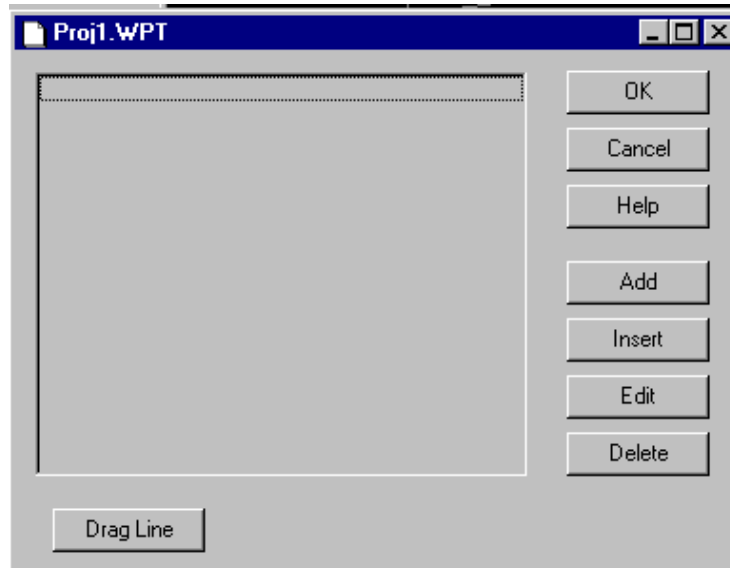 Proj1.WPT
OK
Cancel
Help
Add
Insert
Edit
Delete
Drag Line